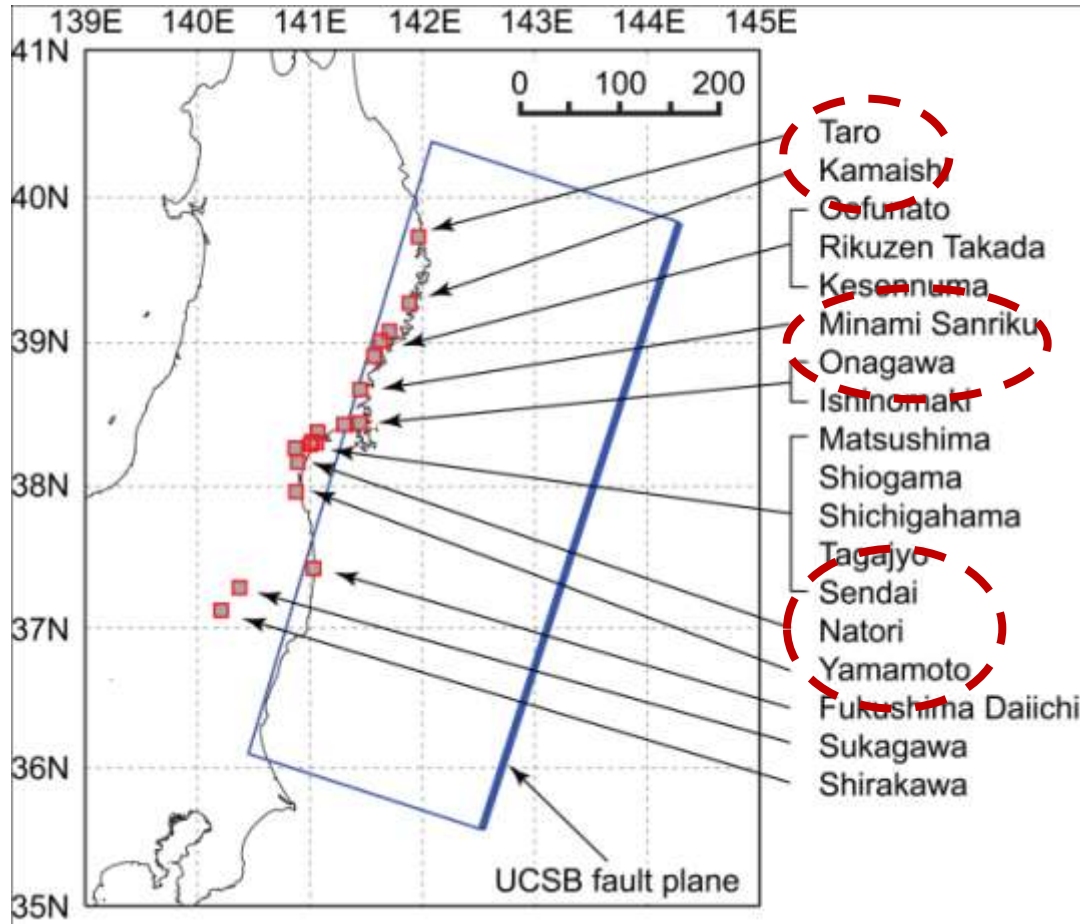 139E 140E 141E 142E 143E 144E 145E
41N
0 100 200
Taro
Kamaishi
40N
Oofunato
Rikuzen Takada
Kesennuma
Minami Sanriku
39N
Onagawa
Ishinomaki
Matsushima
Shiogama
38N
Shichigahama
Tagajyo
Sendai
37N
Natori
Yamamoto
Fukushima Daiichi
Sukagawa
36N
Shirakawa
UCSB fault plane
35N